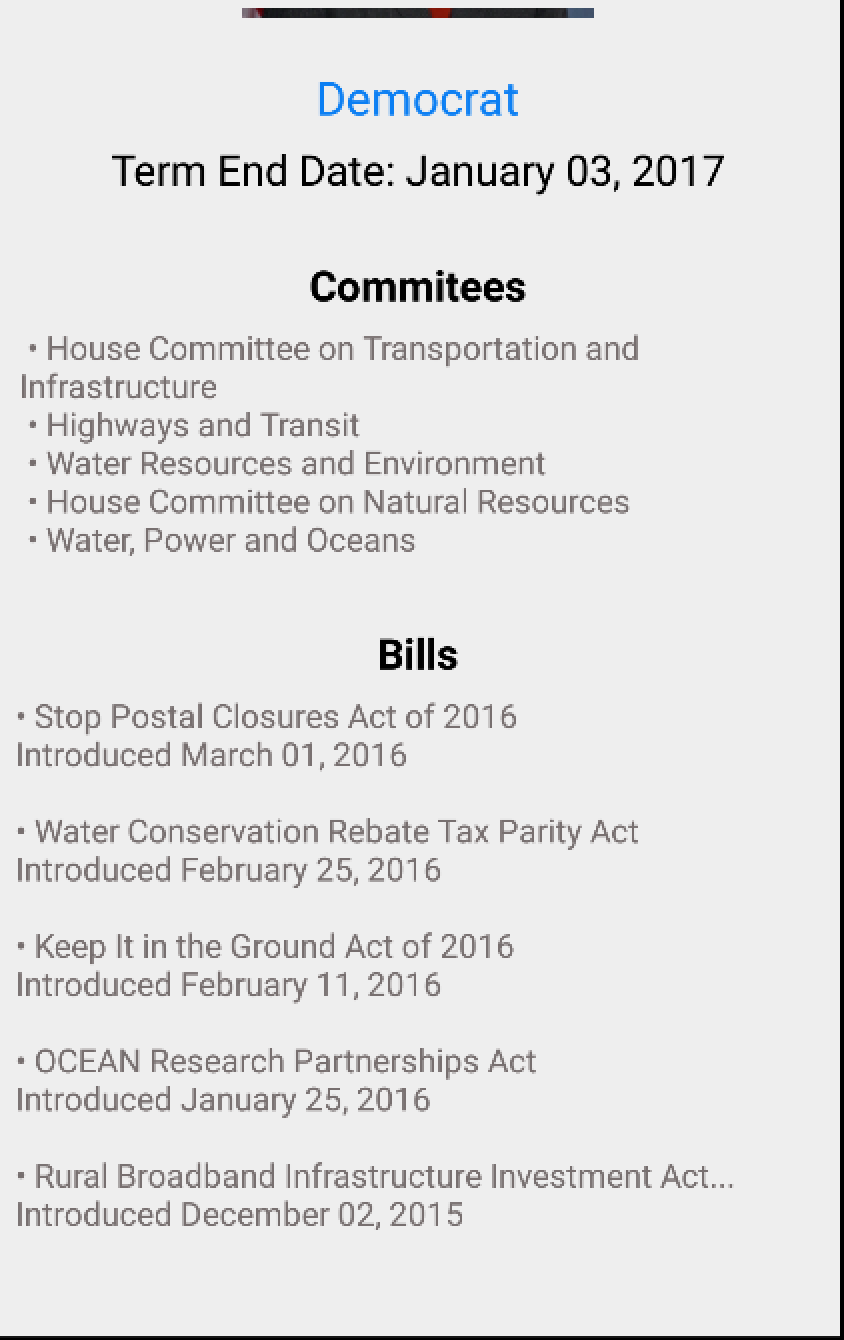 Democrat
Term End Date: January 03, 2017
Commitees
• House Committee on Transportation and
Infrastructure
• Highways and Transit
• Water Resources and Environment
• House Committee on Natural Resources
• Water, Power and Oceans
Bills
• Stop Postal Closures Act of 2016
Introduced March 01, 2016
• Water Conservation Rebate Tax Parity Act
Introduced February 25, 2016
• Keep It in the Ground Act of 2016
Introduced February 11, 2016
• OCEAN Research Partnerships Act
Introduced January 25, 2016
• Rural Broadband Infrastructure Investment Act...
Introduced December 02, 2015